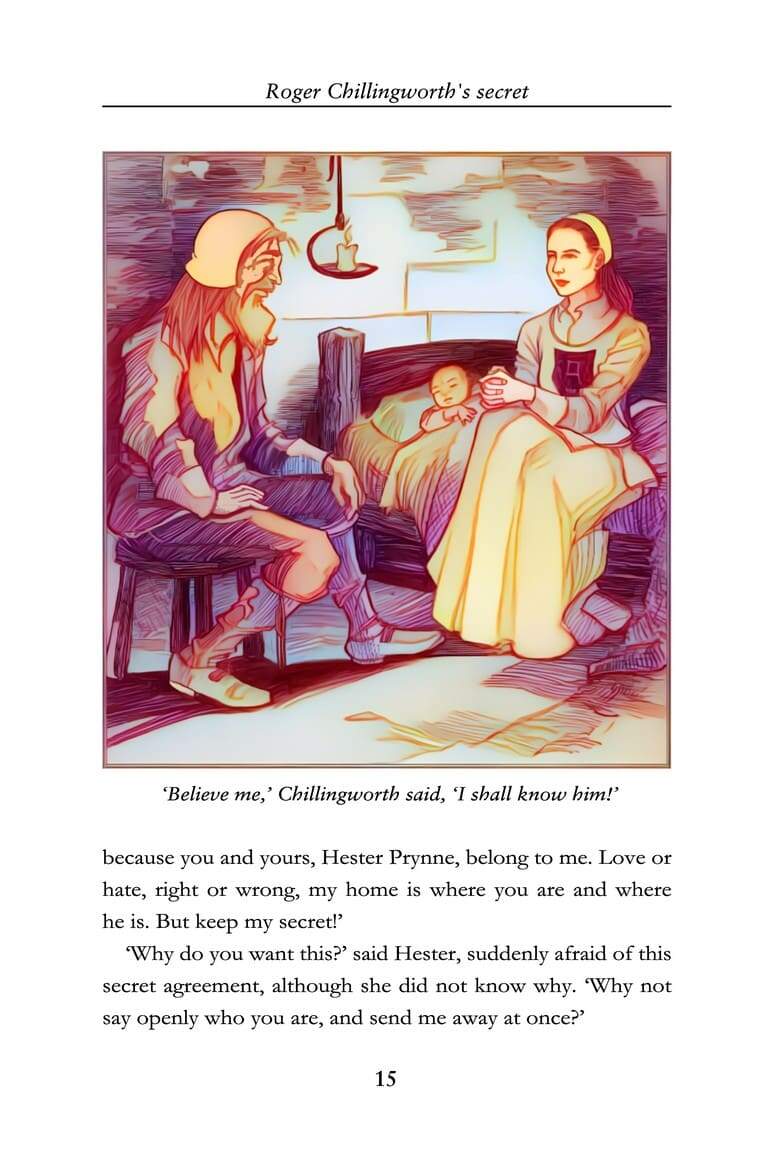 Roger Chillingworth's secret
‘Believe me,’ Chillingworth said, ‘I shall know him!’
because you and yours, Hester Prynne, belong to me. Love or
hate, right or wrong, my home is where you are and where
he is. But keep my secret!’
‘Why do you want this?’ said Hester, suddenly afraid of this
secret agreement, although she did not know why. ‘Why not
say openly who you are, and send me away at once?’
15